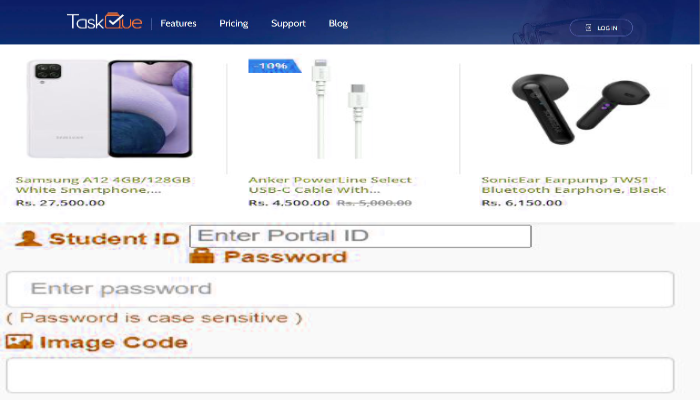 TaskQue
Features
Pricing
Support
Blog
LOG IN
-10%
SAMSUNG
Samsung A12 4GB/128GB
White Smartphone,...
Rs. 27,500.00
Anker PowerLine Select
USB-C Cable With...
Rs. 4,500.00 Rs. 5,000.00
SonicEar Earpump TWS1
Bluetooth Earphone, Black
Rs. 6,150.00
Student ID
Enter Portal ID
Password
Enter password
( Password is case sensitive )
Image Code